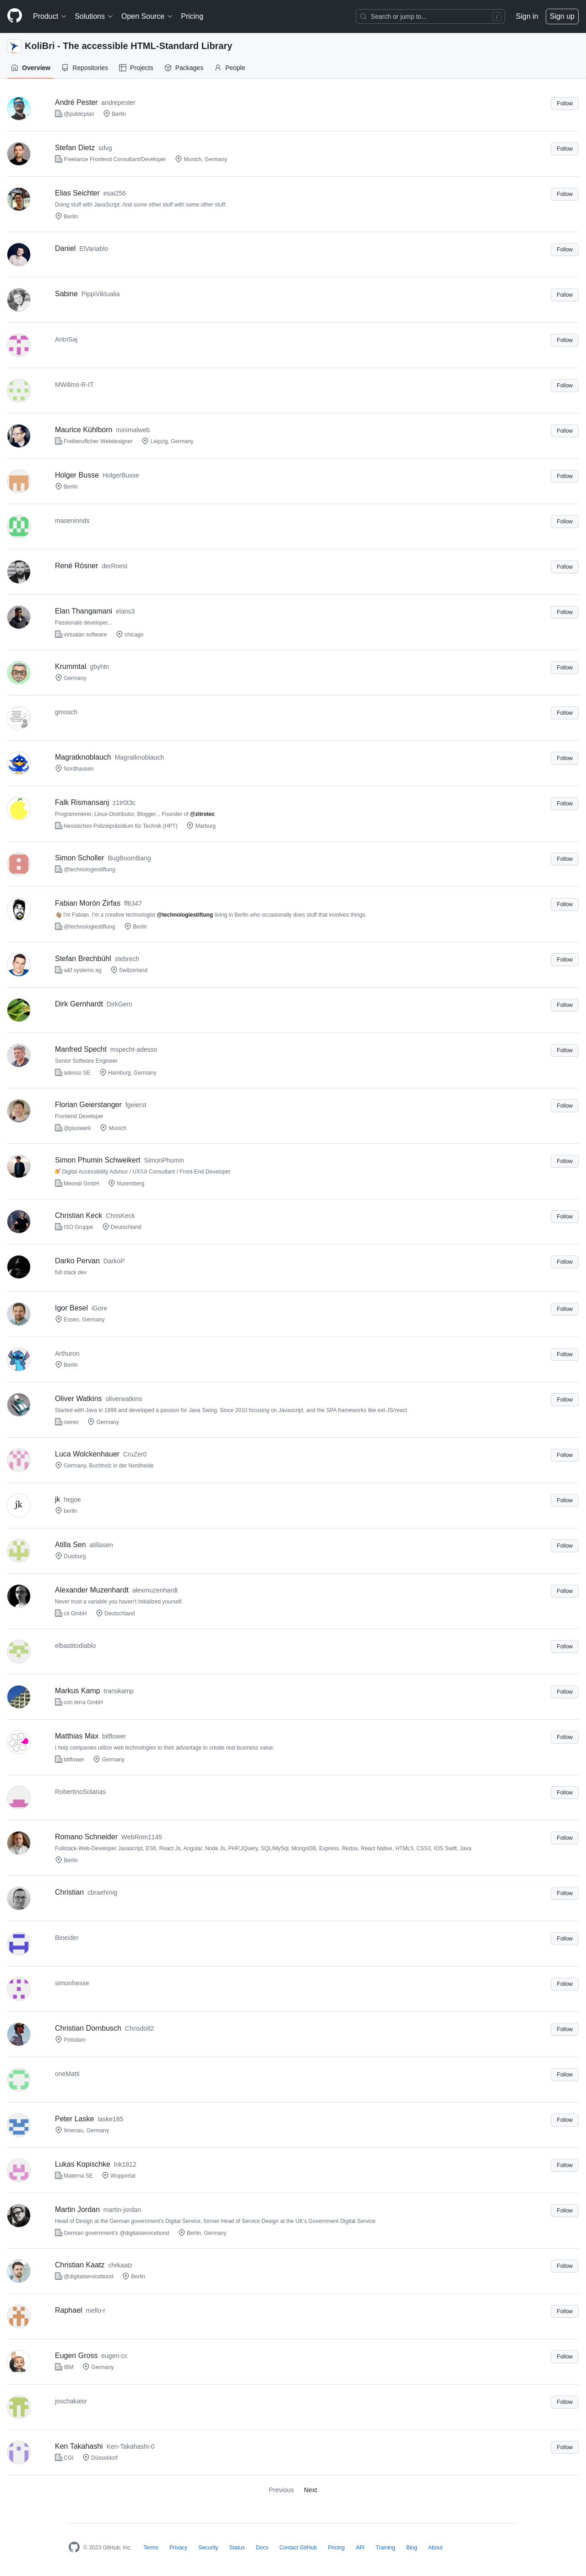 Product Solutions Open Source Pricing Search or jump to... / Sign in Sign up
KoliBri - The accessible HTML-Standard Library
Overview Repositories Projects Packages People
André Pester andrepester Follow
@publicplan Berlin
Stefan Dietz sdvg Follow
Freelance Frontend Consultant/Developer Munich, Germany
Elias Seichter esai256 Follow
Doing stuff with JavaScript. And some other stuff with some other stuff.
Berlin
Daniel ElVariablo Follow
Sabine PippiViktualia Follow
AntnSaj Follow
MWillms-R-IT Follow
Maurice Kühlborn minimalweb Follow
Freiberuflicher Webdesigner Leipzig, Germany
Holger Busse HolgerBusse Follow
Berlin
maseninnds Follow
René Rösner derRoesi Follow
Elan Thangamani elans3 Follow
Passionate developer...
virtualan software chicago
Krummtal gbyhtn Follow
Germany
gmosch Follow
Magratknoblauch Magratknoblauch Follow
Nordhausen
Falk Rismansanj z1tr0t3c Follow
Programmierer, Linux-Distributor, Blogger... Founder of @zitrotec
Hessisches Polizeipräsidium für Technik (HPT) Marburg
Simon Scholler BugBoomBang Follow
@technologiestiftung
Fabian Morón Zirfas ff6347 Follow
I'm Fabian. I'm a creative technologist @technologiestiftung living in Berlin who occasionally does stuff that involves things.
@technologiestiftung Berlin
Stefan Brechbühl stebrech Follow
a&f systems ag Switzerland
Dirk Gernhardt DirkGern Follow
Manfred Specht mspecht-adesso Follow
Senior Software Engineer
adesso SE Hamburg, Germany
Florian Geierstanger fgeierst Follow
Frontend Developer
@pluswerk Munich
Simon Phumin Schweikert SimonPhumin Follow
Digital Accessibility Advisor / UX/UI Consultant / Front-End Developer
Meondi GmbH Nuremberg
Christian Keck ChrisKeck Follow
ISO Gruppe Deutschland
Darko Pervan DarkoP Follow
full stack dev
Igor Besel iGore Follow
Essen, Germany
Arthuron Follow
Berlin
Oliver Watkins oliverwatkins Follow
Started with Java in 1999 and developed a passion for Java Swing. Since 2010 focusing on Javascript, and the SPA frameworks like ext-JS/react
owner Germany
Luca Wolckenhauer CruZer0 Follow
Germany, Buchholz in der Nordheide
jk
jk hejjoe Follow
berlin
Atilla Sen atillasen Follow
Duisburg
Alexander Muzenhardt alexmuzenhardt Follow
Never trust a variable you haven't initialized yourself.
cit GmbH Deutschland
elbastitodiablo Follow
Markus Kamp transkamp Follow
con terra GmbH
Matthias Max bitflower Follow
I help companies utilize web technologies to their advantage to create real business value.
bitflower Germany
RobertinoSolanas Follow
Romano Schneider WebRom1145 Follow
Fullstack-Web-Developer Javascript, ES6, React Js, Angular, Node Js, PHP,JQuery, SQL/MySql, MongoDB, Express, Redux, React Native, HTML5, CSS3, IOS Swift, Java
Berlin
Christian cbraehmig Follow
Bineider Follow
simonhesse Follow
Christian Dornbusch Chrisdo82 Follow
Potsdam
oneMatti Follow
Peter Laske laske185 Follow
Ilmenau, Germany
Lukas Kopischke lnk1812 Follow
Materna SE Wuppertal
Martin Jordan martin-jordan Follow
Head of Design at the German government's Digital Service, former Head of Service Design at the UK's Government Digital Service
German government's @digitalservicebund Berlin, Germany
Christian Kaatz chrkaatz Follow
@digitalservicebund Berlin
Raphael mello-r Follow
Eugen Gross eugen-cc Follow
IBM Germany
joschakaisr Follow
Ken Takahashi Ken-Takahashi-0 Follow
CGI Düsseldorf
Previous Next
© 2023 GitHub, Inc. Terms Privacy Security Status Docs Contact GitHub Pricing API Training Blog About